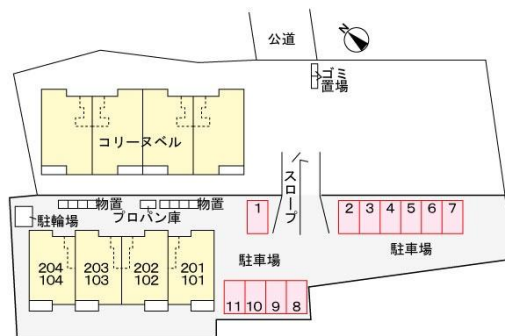 公道
N
ゴミ
置場
コリーヌベル
スロープ
物置
物置
プロパン庫
駐輪場
1
2 3 4 5 6 7
駐車場
駐車場
204 203 202 201
104 103 102 101
11 10 9 8